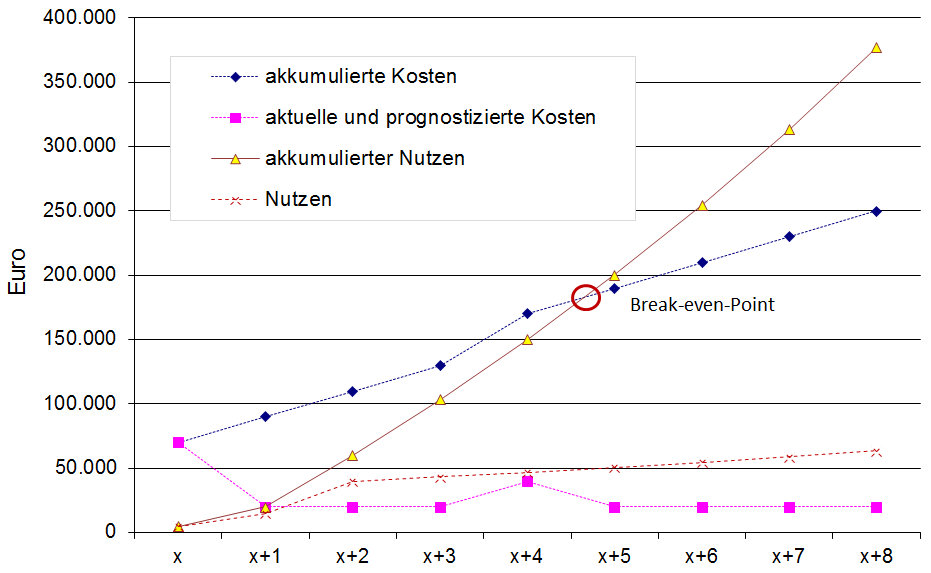 400.000
350.000
300.000
250.000
200.000
150.000
100.000
50.000
0
Euro
akkumulierte Kosten
aktuelle und prognostizierte Kosten
akkumulierter Nutzen
Nutzen
Break-even-Point
x x+1 x+2 x+3 x+4 x+5 x+6 x+7 x+8